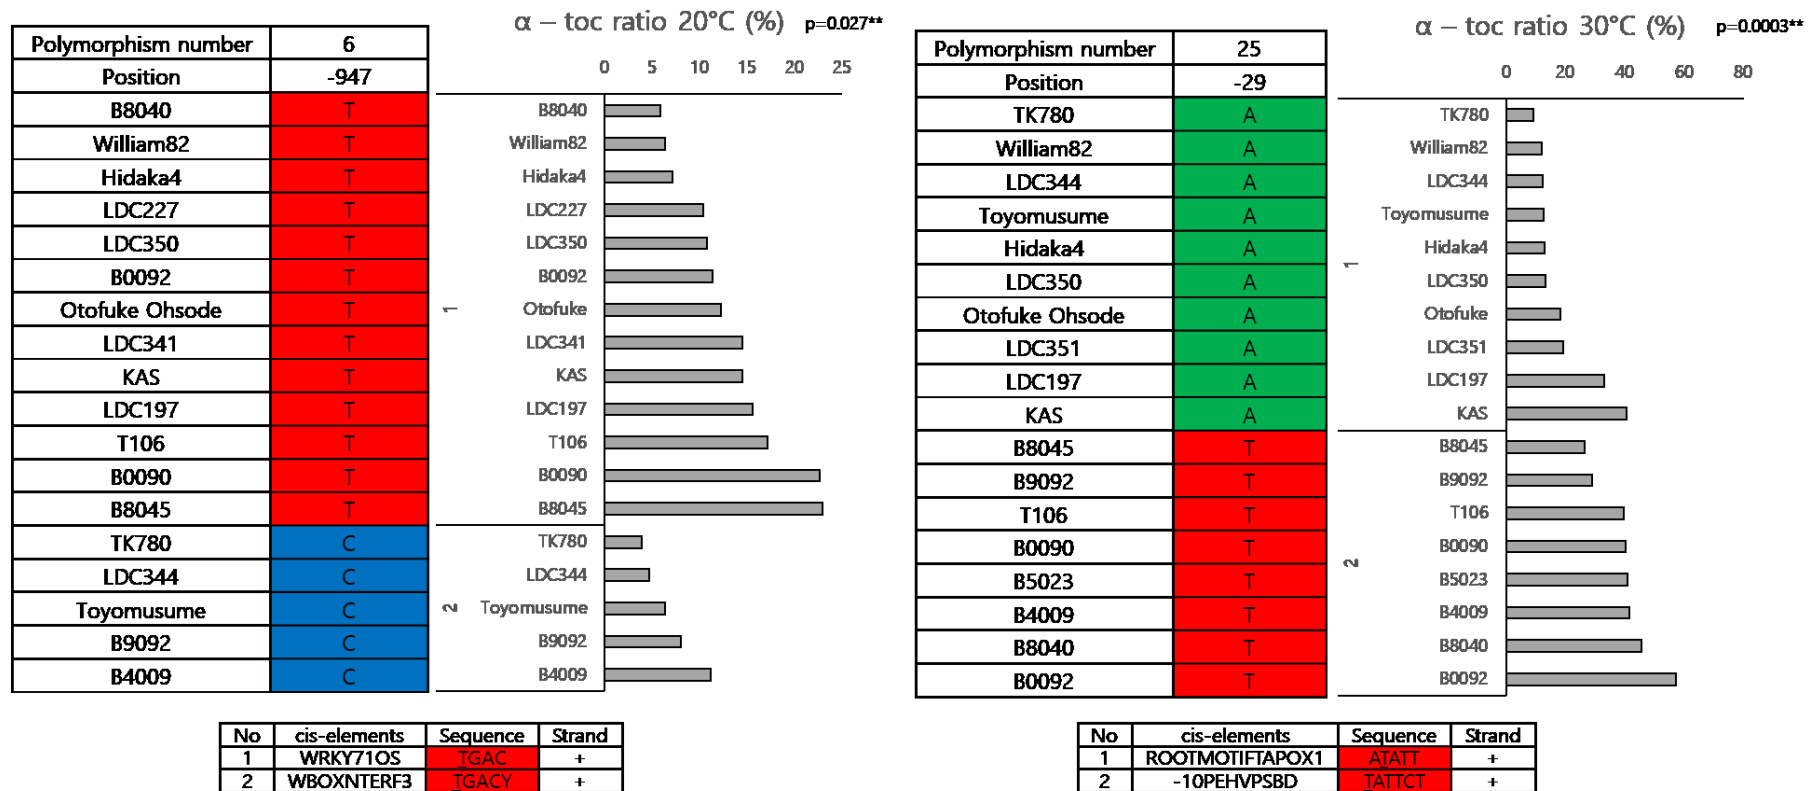 α – toc ratio 20°C (%) p=0.027**
Polymorphism number 6
Position -947
0 5 10 15 20 25
B8040 T
William82 T
Hidaka4 T
LDC227 T
LDC350 T
B0092 T
Otofuke Ohsode T
LDC341 T
KAS T
LDC197 T
T106 T
B0090 T
B8045 T
TK780 C
LDC344 C
Toyomusume C
B9092 C
B4009 C
1
2
B8040
William82
Hidaka4
LDC227
LDC350
B0092
Otofuke
LDC341
KAS
LDC197
T106
B0090
B8045
TK780
LDC344
Toyomusume
B9092
B4009
No cis-elements Sequence Strand
1 WRKY71OS TGAC +
2 WBOXNTERF3 TGACY +
α – toc ratio 30°C (%) p=0.0003**
Polymorphism number 25
Position -29
0 20 40 60 80
TK780 A
William82 A
LDC344 A
Toyomusume A
Hidaka4 A
LDC350 A
Otofuke Ohsode A
LDC351 A
LDC197 A
KAS A
B8045 T
B9092 T
T106 T
B0090 T
B5023 T
B4009 T
B8040 T
B0092 T
1
2
TK780
William82
LDC344
Toyomusume
Hidaka4
LDC350
Otofuke
LDC351
LDC197
KAS
B8045
B9092
T106
B0090
B5023
B4009
B8040
B0092
No cis-elements Sequence Strand
1 ROOTMOTIFTAPOX1 ATATT +
2 -10PEHVPSBD TATTCT +